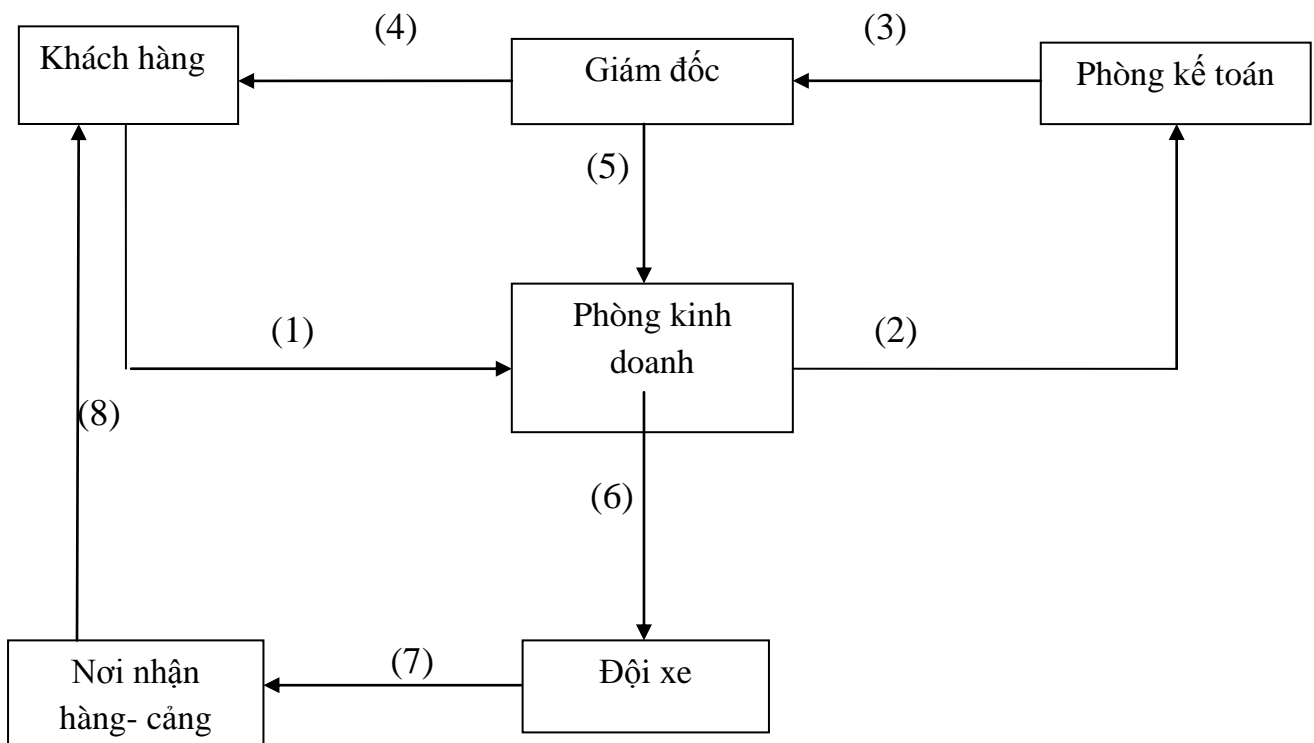 (4)
(3)
Khách hàng
Giám đốc
Phòng kế toán
(5)
Phòng kinh
doanh
(1)
(2)
(8)
(6)
Nơi nhận
hàng- cảng
(7)
Đội xe